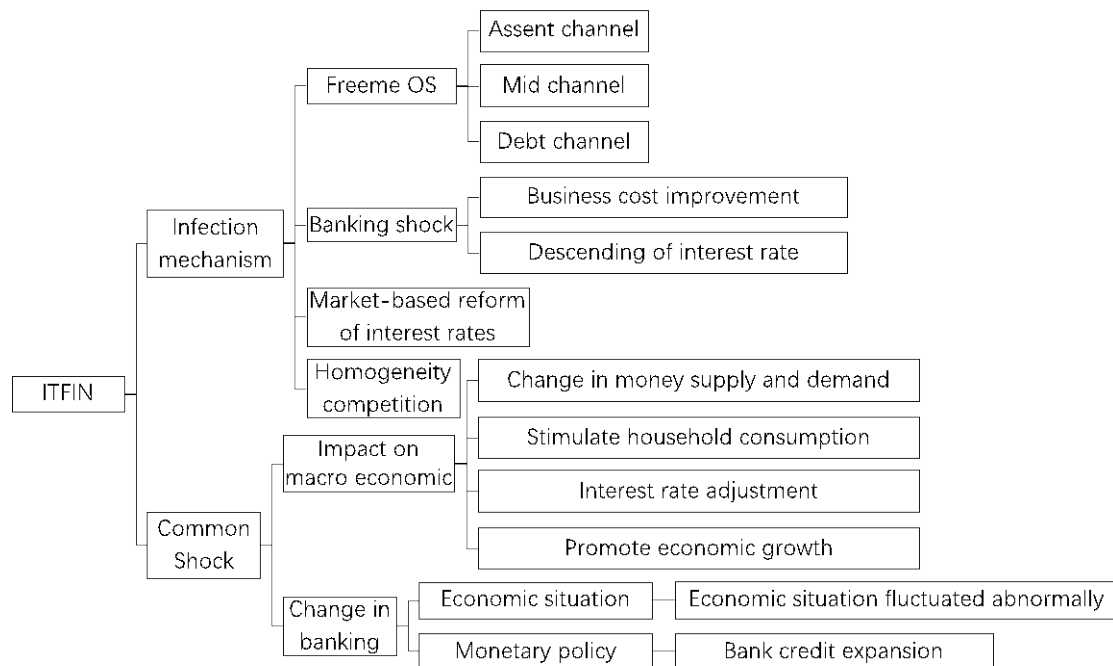 ITFIN
Infection
mechanism
Freeme OS
Assent channel
Mid channel
Debt channel
Banking shock
Business cost improvement
Descending of interest rate
Market-based reform
of interest rates
Homogeneity
competition
Common
Shock
Impact on
macro economic
Change in money supply and demand
Stimulate household consumption
Interest rate adjustment
Promote economic growth
Change in
banking
Economic situation
Economic situation fluctuated abnormally
Monetary policy
Bank credit expansion